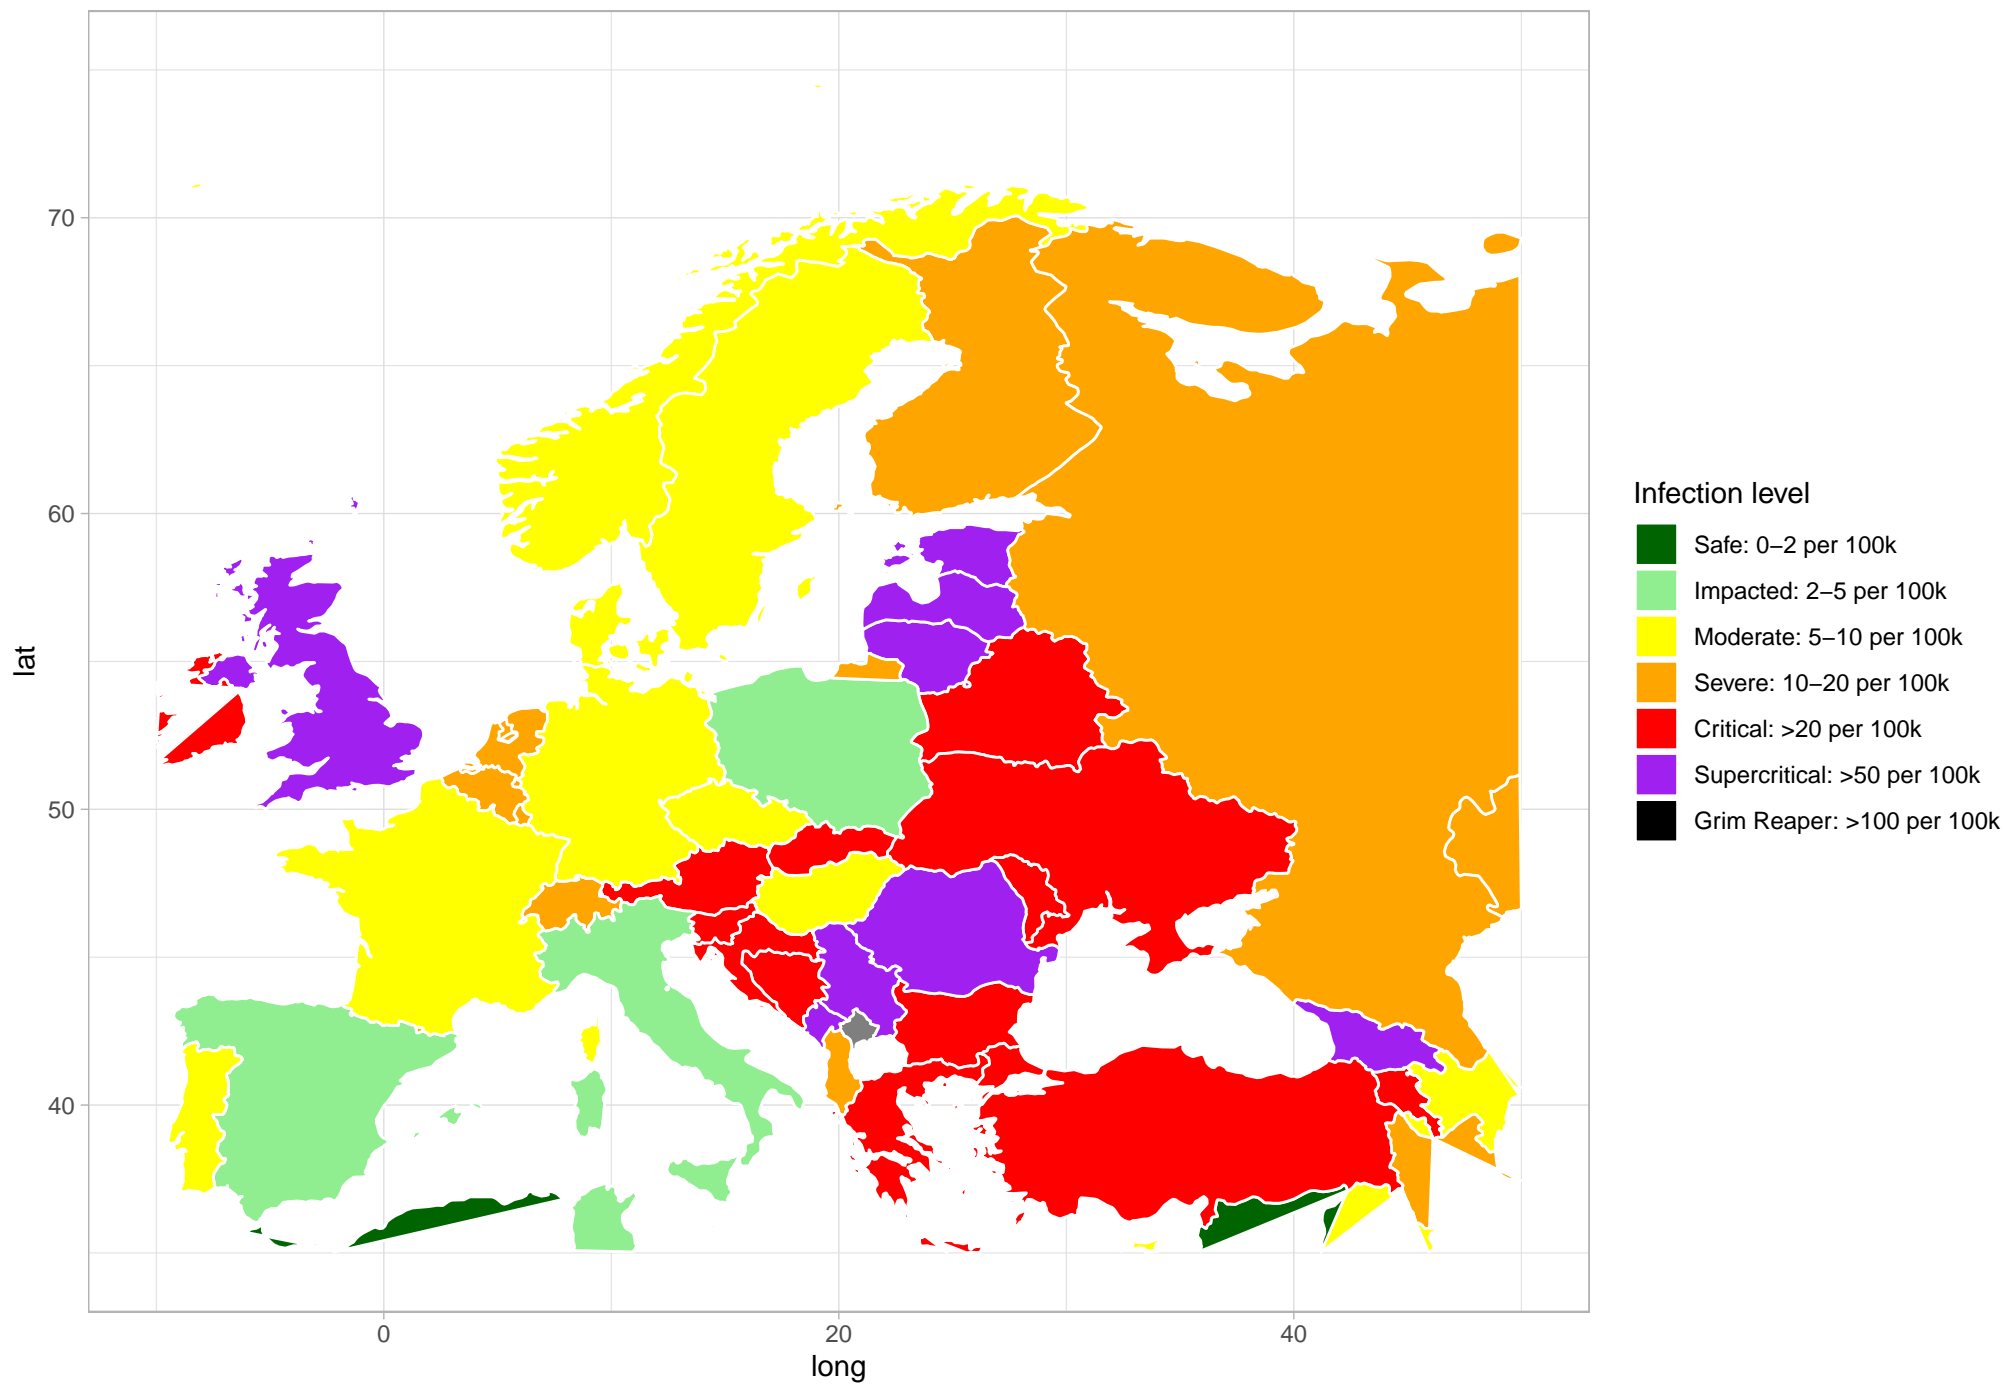 70
60
50
40
lat
0
20
40
long
Infection level
Safe: 0−2 per 100k
Impacted: 2−5 per 100k
Moderate: 5−10 per 100k
Severe: 10−20 per 100k
Critical: >20 per 100k
Supercritical: >50 per 100k
Grim Reaper: >100 per 100k